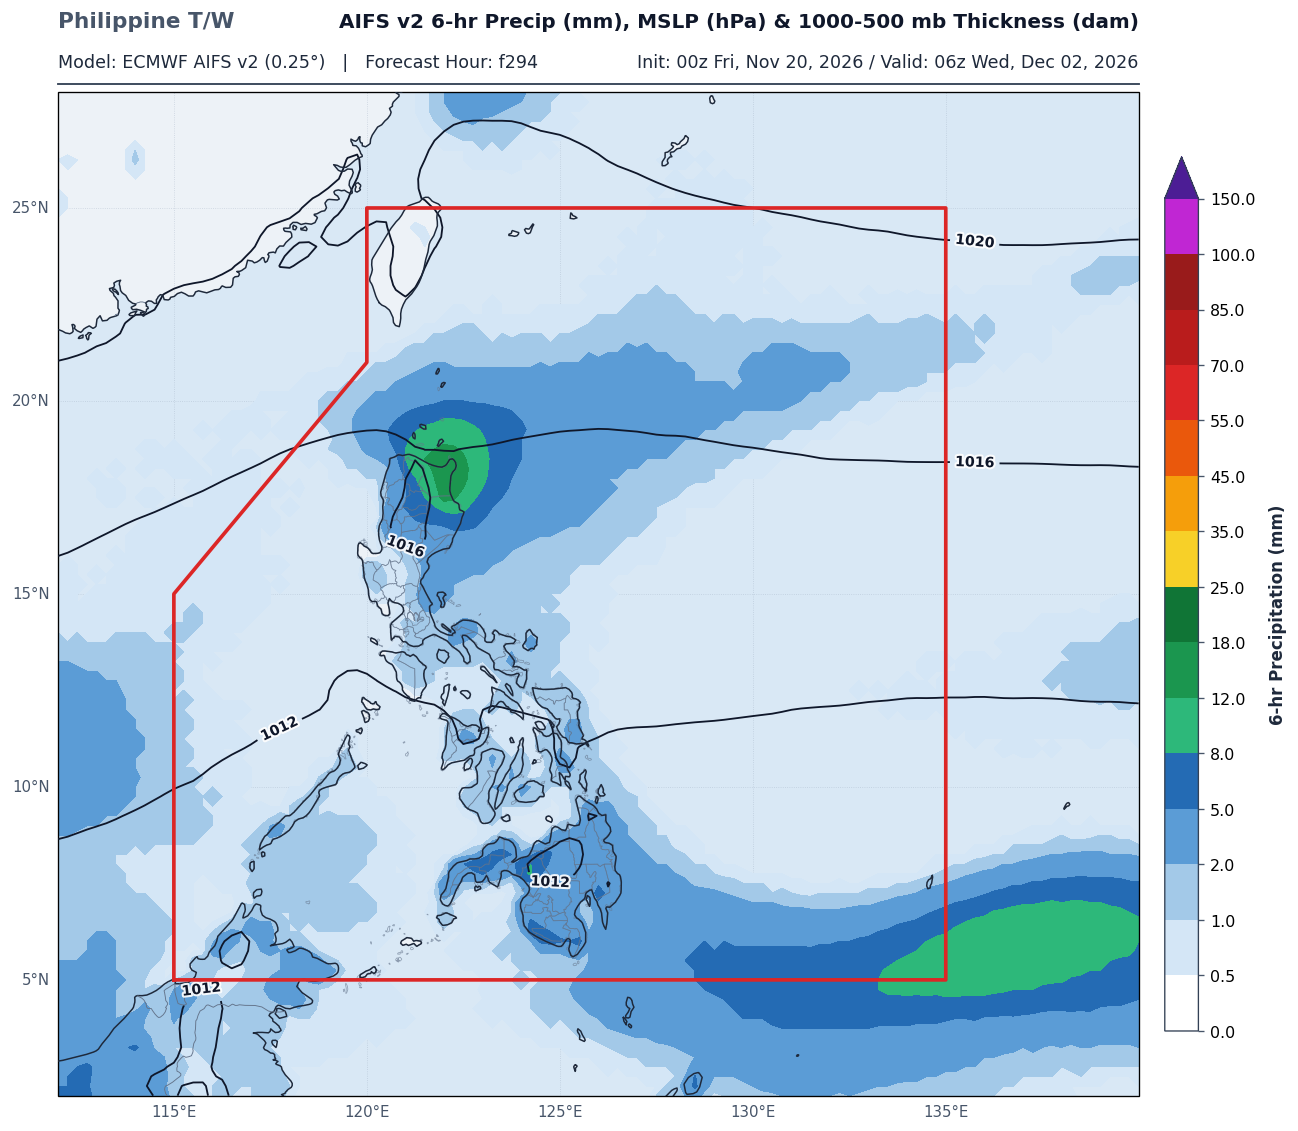 Philippine T/W
AIFS v2 6-hr Precip (mm), MSLP (hPa) & 1000-500 mb Thickness (dam)
Model: ECMWF AIFS v2 (0.25°) | Forecast Hour: f294
Init: 00z Fri, Nov 20, 2026 / Valid: 06z Wed, Dec 02, 2026
25°N
20°N
15°N
10°N
5°N
1020
1016
1016
1012
1012
1012
115°E
120°E
125°E
130°E
135°E
150.0
100.0
85.0
70.0
55.0
45.0
35.0
25.0
18.0
12.0
8.0
5.0
2.0
1.0
0.5
0.0
6-hr Precipitation (mm)